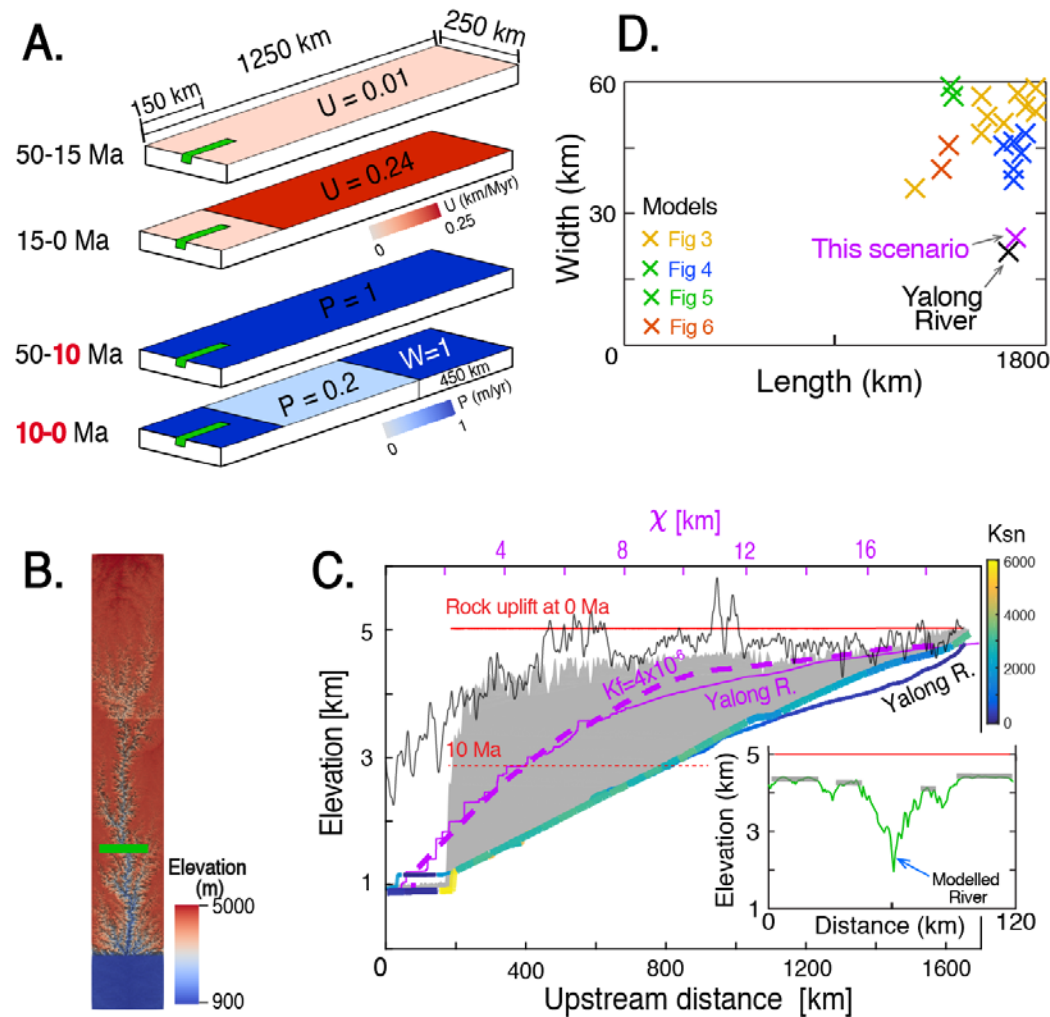 A.
150 km
1250 km
250 km
50-15 Ma
U = 0.01
15-0 Ma
U = 0.24
U (km/Myr)
0
0.25
50-10 Ma
P = 1
10-0 Ma
P = 0.2
W=1
450 km
P (m/yr)
0
1
D.
60
30
0
1800
Width (km)
Length (km)
Models
Fig 3
Fig 4
Fig 5
Fig 6
This scenario
Yalong
River
B.
Elevation
(m)
5000
900
C.
χ [km]
4
8
12
16
Ksn
6000
4000
2000
0
Rock uplift at 0 Ma
Kf=4x10-6
Yalong R.
Yalong R.
10 Ma
5
3
1
Elevation [km]
0
400
800
1200
1600
Upstream distance [km]
5
4
3
1
Elevation
(km)
Modelled
River
0
120
Distance (km)